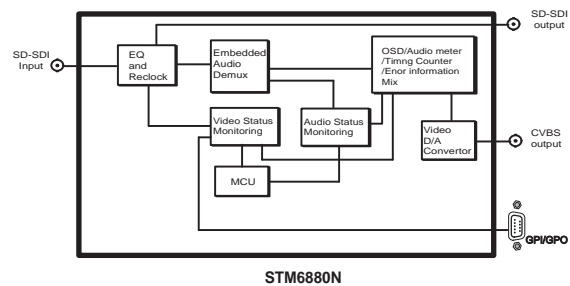 SD-SDI
output
SD-SDI
Input
EQ
and
Reclock
Embedded
Audio
Demux
OSD/Audio meter
/Timng Counter
/Enor information
Mix
Video Status
Monitoring
Audio Status
Monitoring
Video
D/A
Convertor
CVBS
output
MCU
GPI/GPO
STM6880N